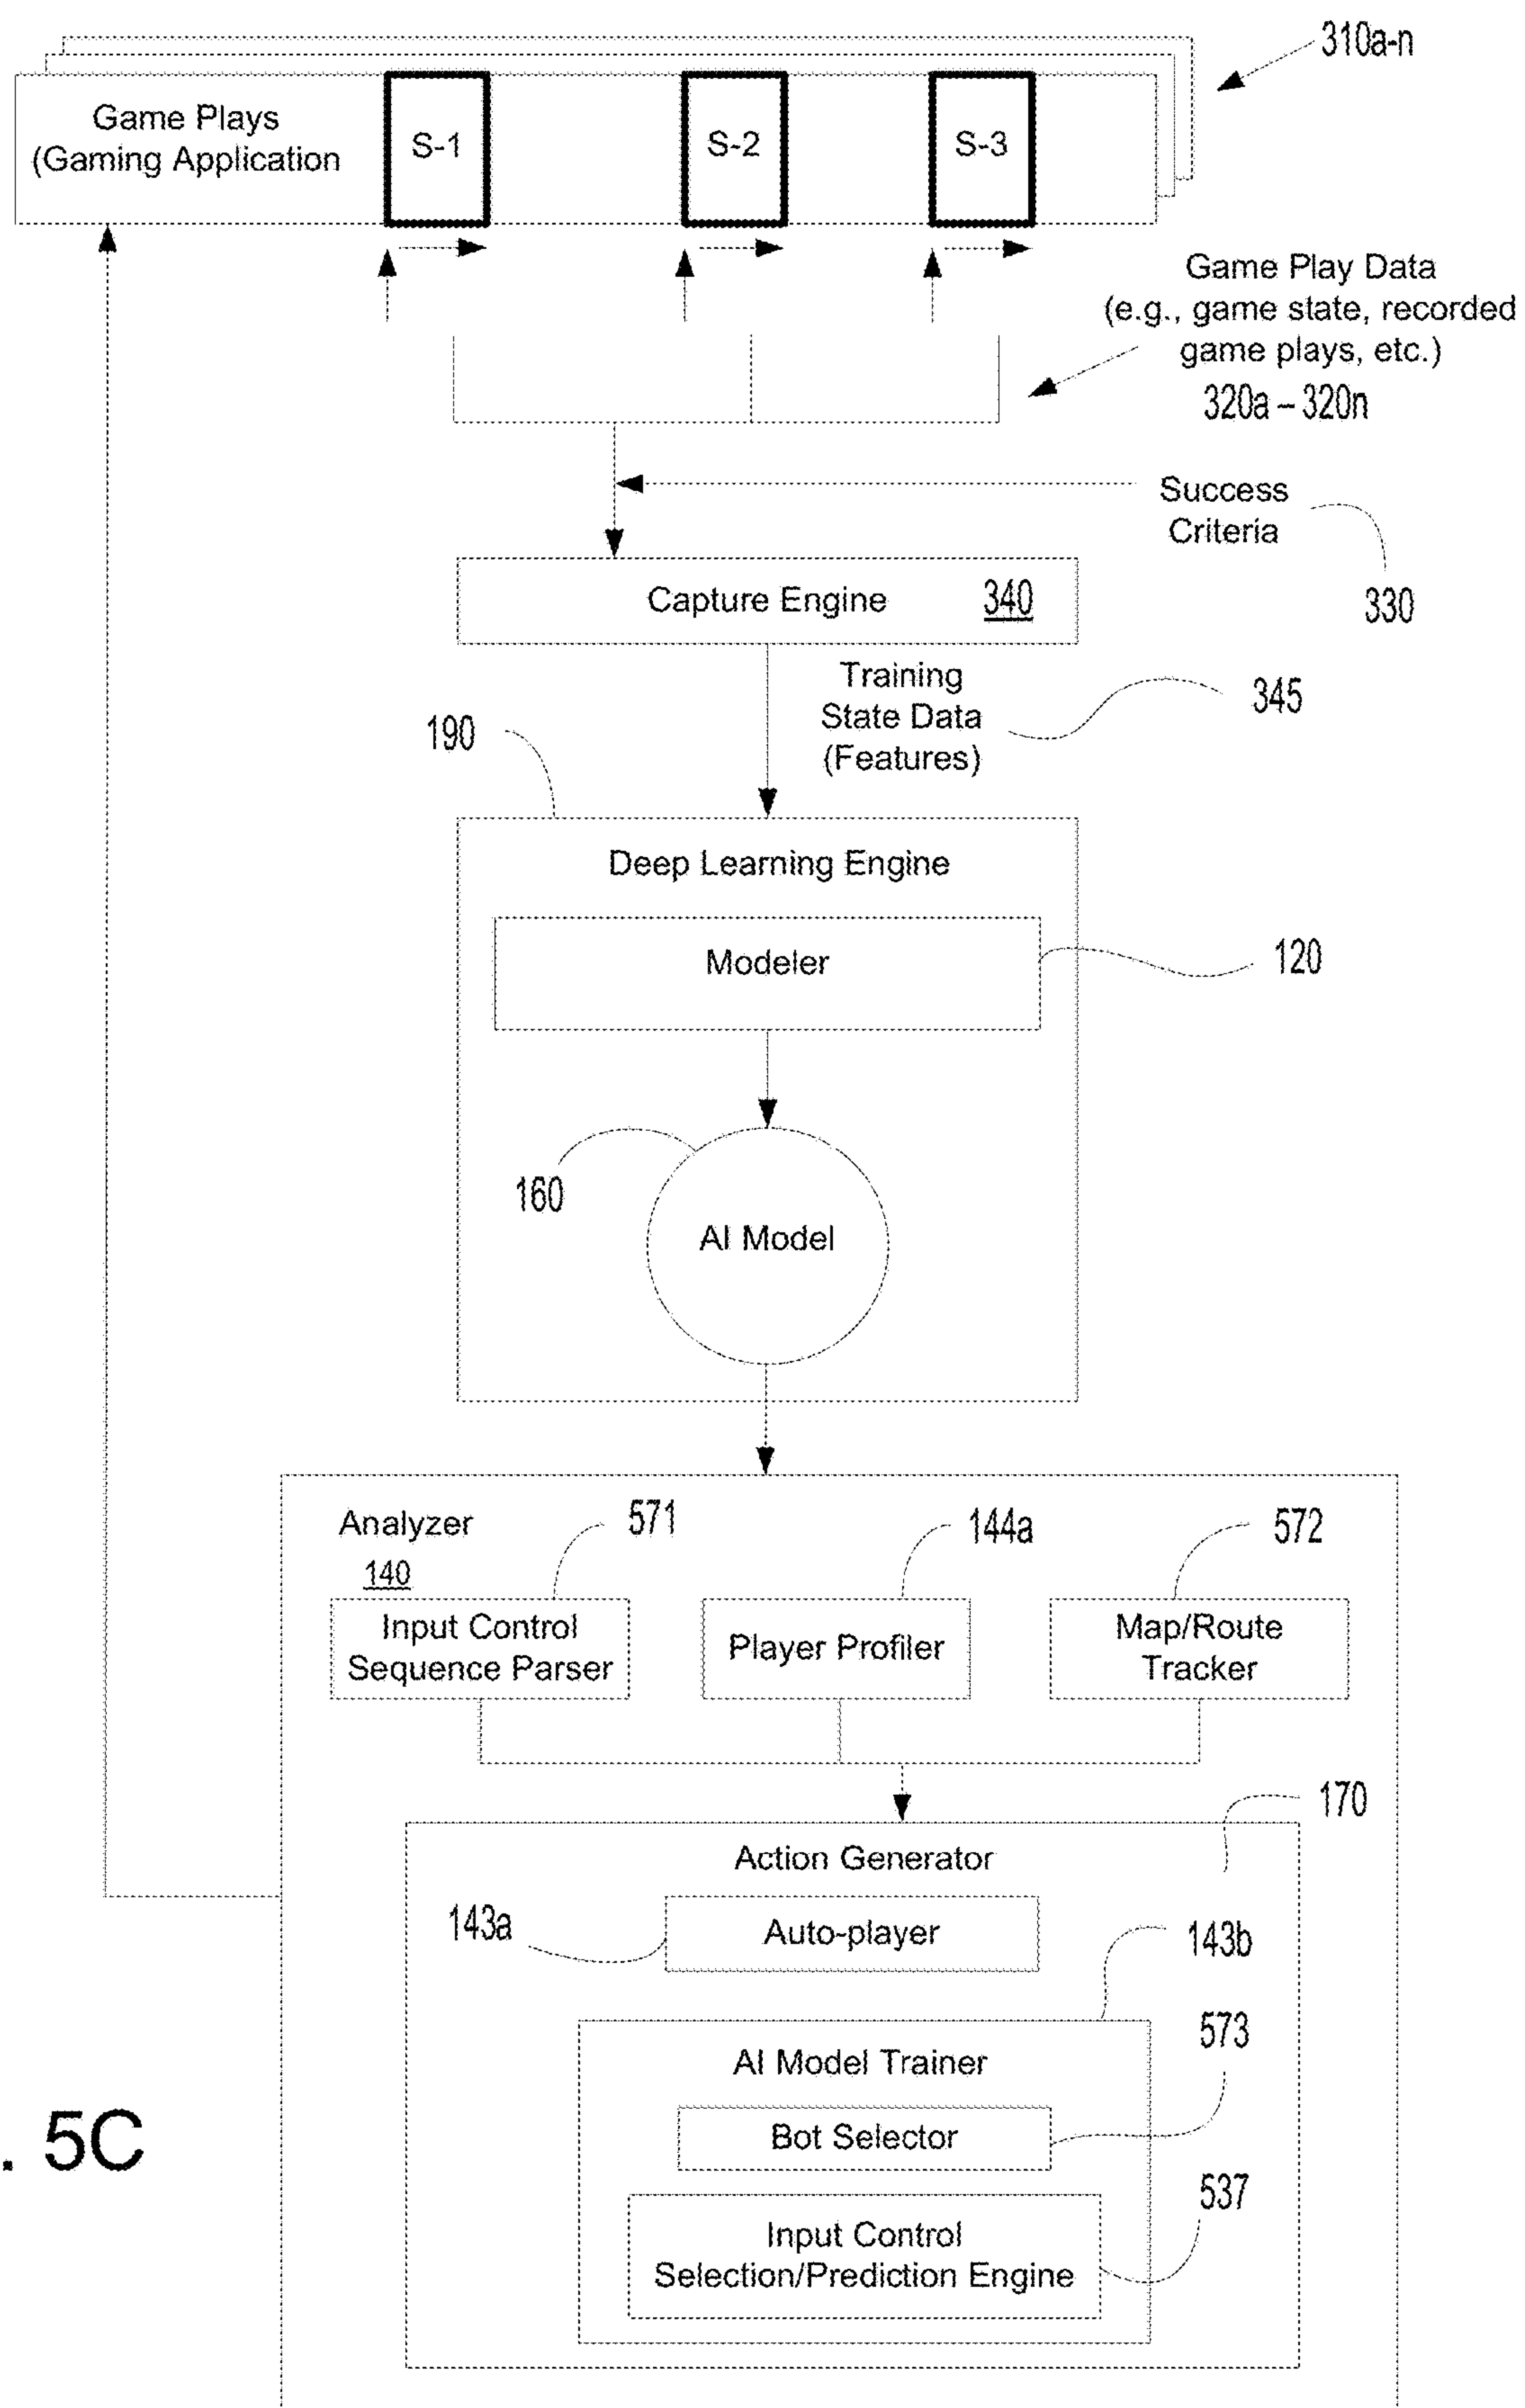 310a-n
Game Plays
(Gaming Application
S-1
S-2
S-3
Game Play Data
(e.g., game state, recorded
game plays, etc.)
320a – 320n
Success
Criteria
330
Capture Engine 340
Training
State Data
(Features)
345
190
Deep Learning Engine
Modeler
120
160
AI Model
Analyzer
140
571
144a
572
Input Control
Sequence Parser
Player Profiler
Map/Route
Tracker
170
Action Generator
143a
Auto-player
143b
AI Model Trainer
573
Bot Selector
537
Input Control
Selection/Prediction Engine
. 5C